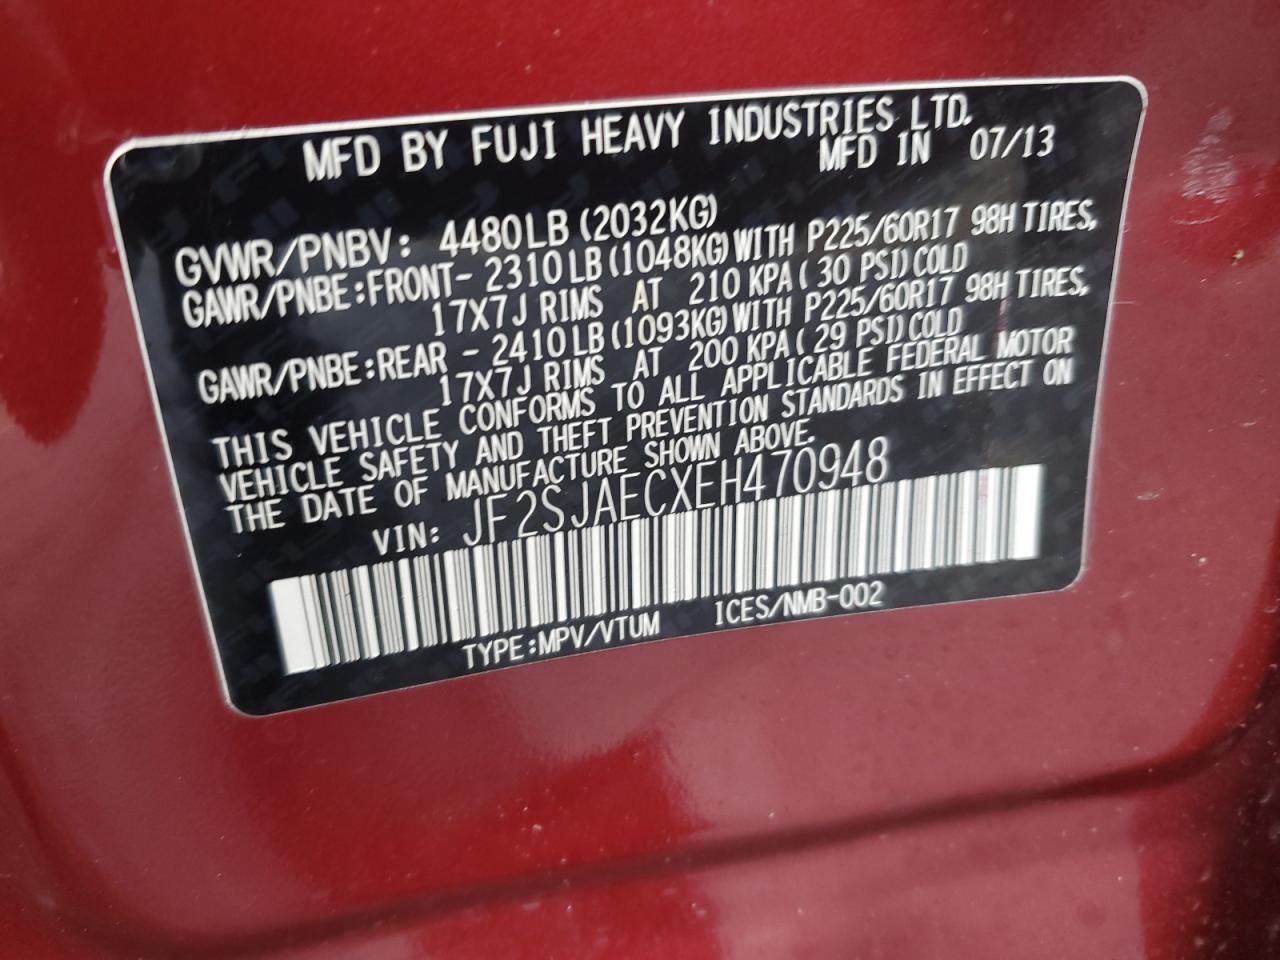 MFD BY FUJI HEAVY INDUSTRIES LTD.
MFD IN 07/13
GVWR/PNBV: 4480LB (2032KG)
GAWR/PNBE:FRONT- 2310LB (1048KG) WITH P225/60R17 98H TIRES,
17X7J RIMS AT 210 KPA (30 PSI) COLD
GAWR/PNBE:REAR - 2410LB (1093KG) WITH P225/60R17 98H TIRES,
17X7J RIMS AT 200 KPA (29 PSI) COLD
THIS VEHICLE CONFORMS TO ALL APPLICABLE FEDERAL MOTOR
VEHICLE SAFETY AND THEFT PREVENTION STANDARDS IN EFFECT ON
THE DATE OF MANUFACTURE SHOWN ABOVE.
VIN: JF2SJAECXEH470948
TYPE:MPV/VTUM ICES/NMB-002